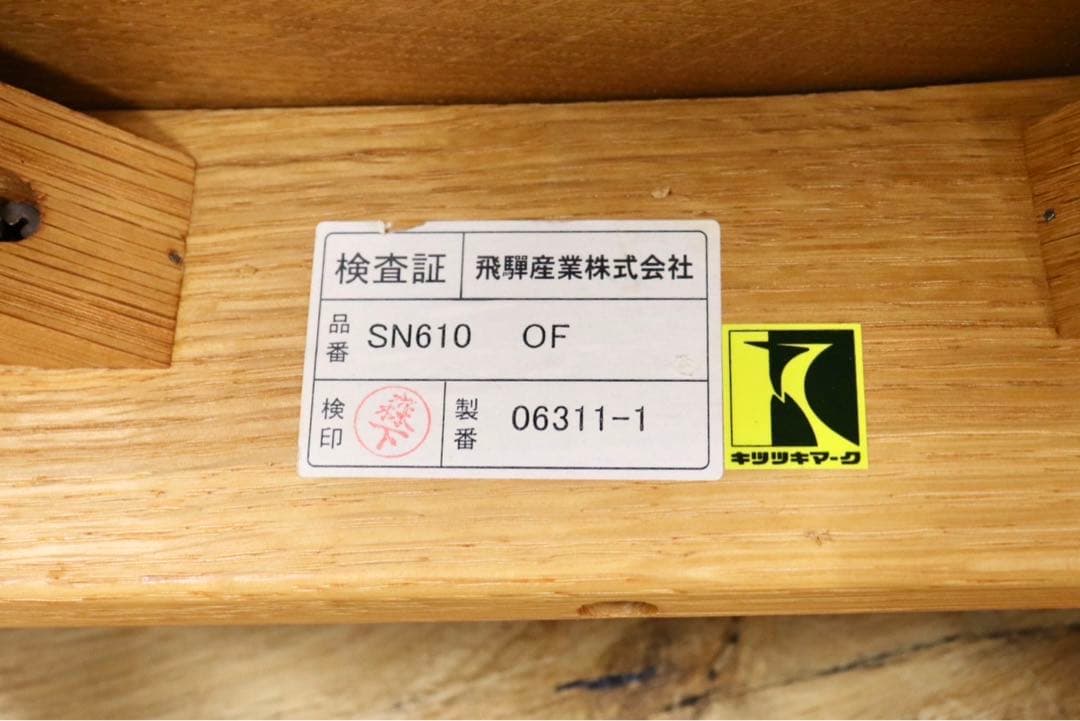 検査証 飛驒産業株式会社
品番 SN610 OF
検印 製番 06311-1
キツツキマーク